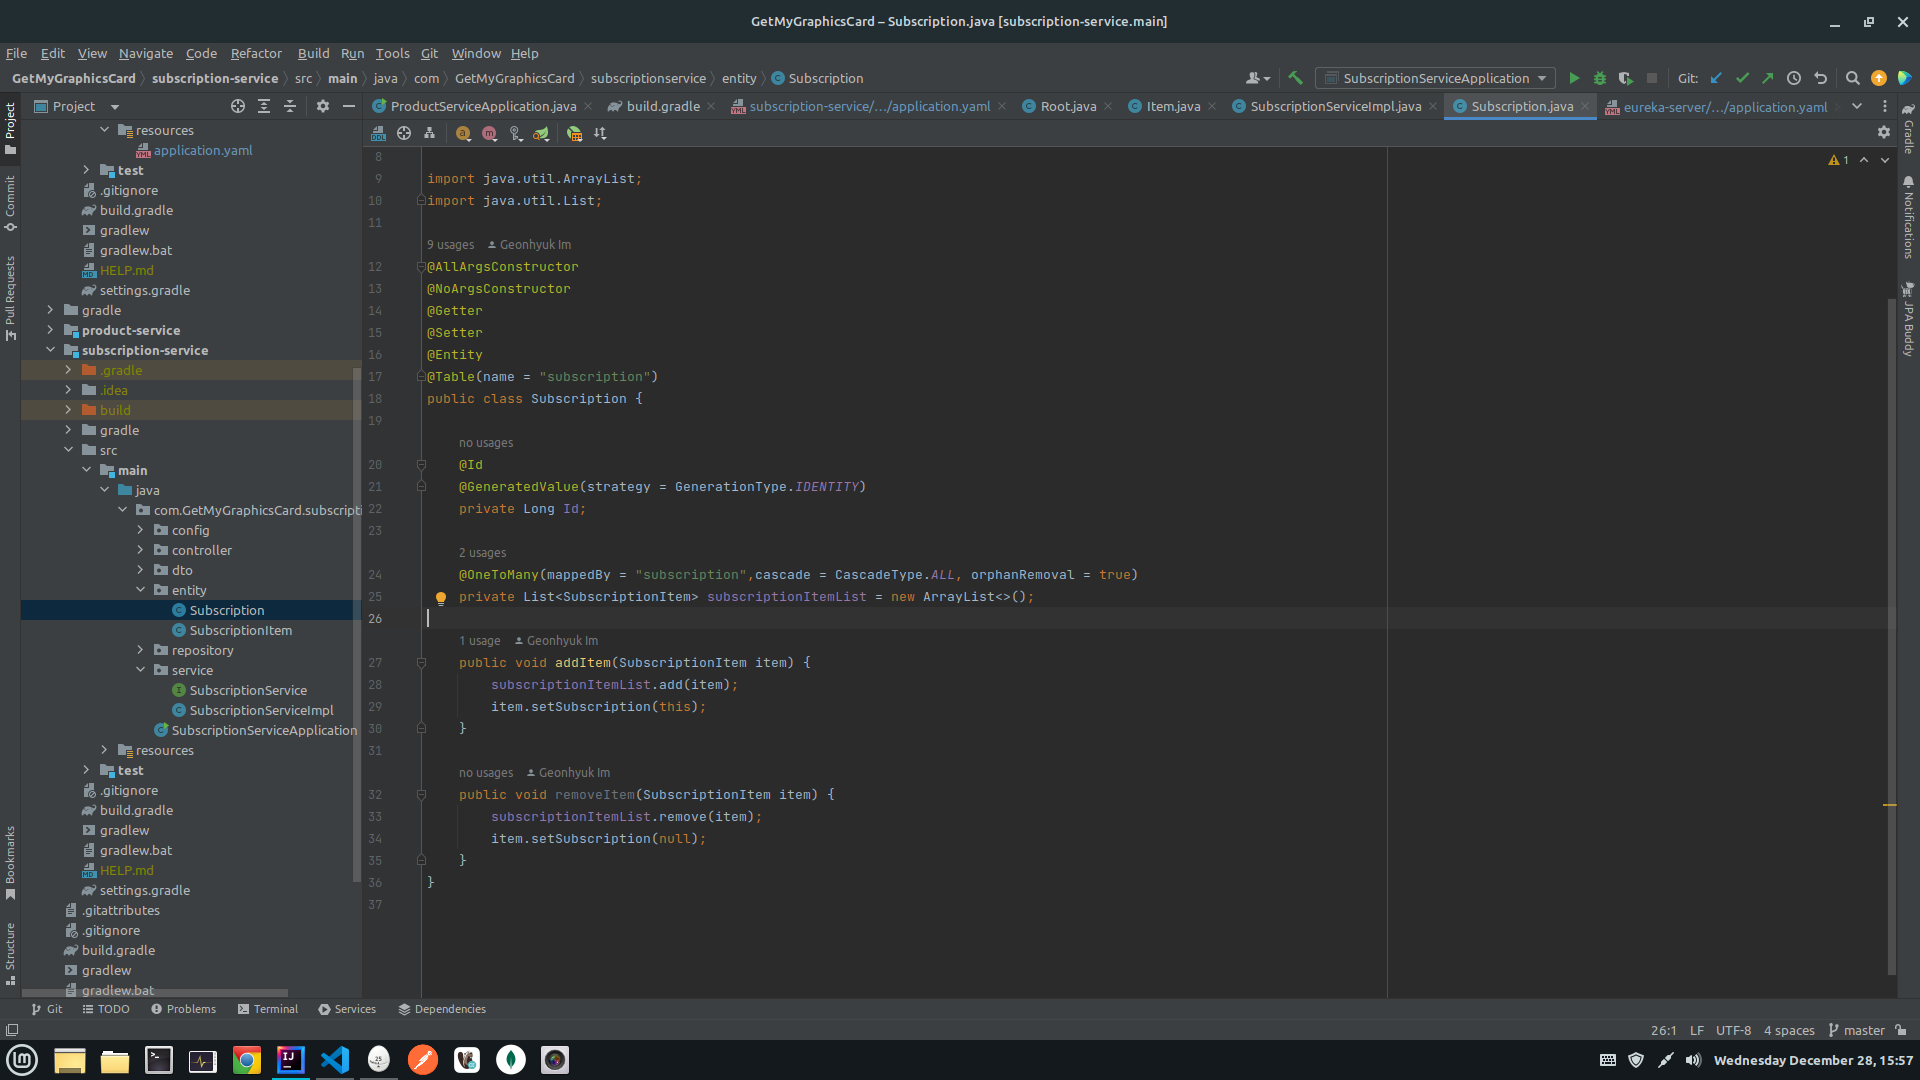 GetMyGraphicsCard – Subscription.java [subscription-service.main]
File Edit View Navigate Code Refactor Build Run Tools Git Window Help
GetMyGraphicsCard subscription-service src main java com GetMyGraphicsCard subscriptionservice entity Subscription
SubscriptionServiceApplication Git:
Project
ProductServiceApplication.java build.gradle subscription-service/.../application.yaml Root.java Item.java SubscriptionServiceImpl.java Subscription.java eureka-server/.../application.yaml
Project
Commit
Pull Requests
Bookmarks
Structure
resources
application.yaml
test
.gitignore
build.gradle
gradlew
gradlew.bat
HELP.md
settings.gradle
gradle
product-service
subscription-service
.gradle
.idea
build
gradle
src
main
java
com.GetMyGraphicsCard.subscripti
config
controller
dto
entity
Subscription
SubscriptionItem
repository
service
SubscriptionService
SubscriptionServiceImpl
SubscriptionServiceApplication
resources
test
.gitignore
build.gradle
gradlew
gradlew.bat
HELP.md
settings.gradle
.gitattributes
.gitignore
build.gradle
gradlew
gradlew.bat
1
8
9 import java.util.ArrayList;
10 import java.util.List;
11
9 usages Geonhyuk Im
12 @AllArgsConstructor
13 @NoArgsConstructor
14 @Getter
15 @Setter
16 @Entity
17 @Table(name = "subscription")
18 public class Subscription {
19
no usages
20 @Id
21 @GeneratedValue(strategy = GenerationType.IDENTITY)
22 private Long Id;
23
2 usages
24 @OneToMany(mappedBy = "subscription",cascade = CascadeType.ALL, orphanRemoval = true)
25 private List<SubscriptionItem> subscriptionItemList = new ArrayList<>();
26
1 usage Geonhyuk Im
27 public void addItem(SubscriptionItem item) {
28 subscriptionItemList.add(item);
29 item.setSubscription(this);
30 }
31
no usages Geonhyuk Im
32 public void removeItem(SubscriptionItem item) {
33 subscriptionItemList.remove(item);
34 item.setSubscription(null);
35 }
36 }
37
Gradle
Notifications
JPA Buddy
Git TODO Problems Terminal Services Dependencies
26:1 LF UTF-8 4 spaces master
Wednesday December 28, 15:57